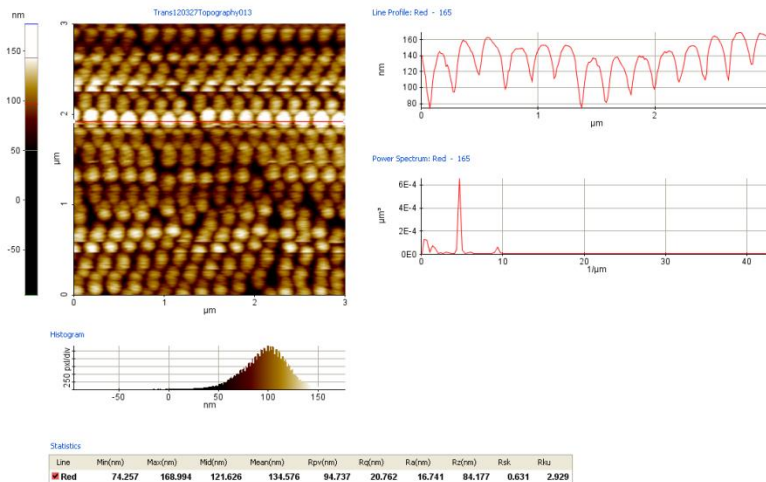 nm
150
100
50
0
-50
Trans120327Topography013
3
2
µm
1
0
0
1
2
3
µm
Line Profile: Red - 165
nm
160
140
120
100
80
0
1
2
µm
Power Spectrum: Red - 165
µm²
6E-4
4E-4
2E-4
0E0
0
10
20
30
40
1/µm
Histogram
250 pxl/div
-50
0
50
100
150
nm
Statistics
Line Min(nm) Max(nm) Mid(nm) Mean(nm) Rpv(nm) Rq(nm) Ra(nm) Rz(nm) Rsk Rku
Red 74.257 168.994 121.626 134.576 94.737 20.762 16.741 84.177 0.631 2.929